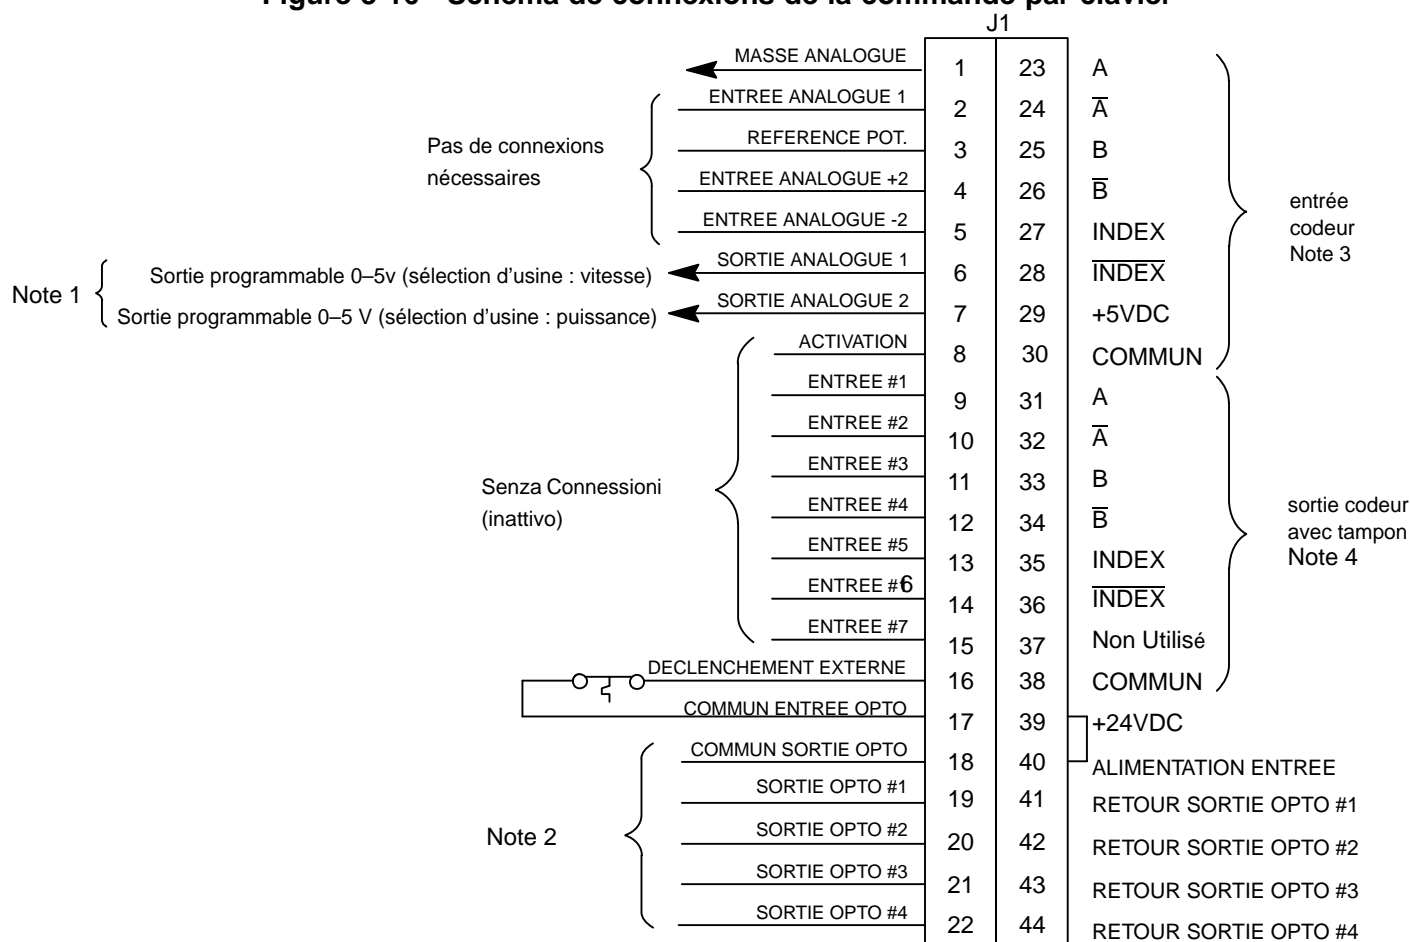 Figure 3-10 Schéma de connexions de la commande par clavier
J1
MASSE ANALOGUE 1 23 A
ENTREE ANALOGUE 1 2 24 A̅
REFERENCE POT. 3 25 B
ENTREE ANALOGUE +2 4 26 B̅
ENTREE ANALOGUE -2 5 27 INDEX
Pas de connexions
nécessaires
SORTIE ANALOGUE 1 6 28 I̅N̅D̅E̅X̅
Sortie programmable 0–5v (sélection d'usine : vitesse)
SORTIE ANALOGUE 2 7 29 +5VDC
Sortie programmable 0–5 V (sélection d'usine : puissance)
Note 1
ACTIVATION 8 30 COMMUN
entrée
codeur
Note 3
ENTREE #1 9 31 A
ENTREE #2 10 32 A̅
ENTREE #3 11 33 B
ENTREE #4 12 34 B̅
ENTREE #5 13 35 INDEX
ENTREE #6 14 36 I̅N̅D̅E̅X̅
ENTREE #7 15 37 Non Utilisé
Senza Connessioni
(inattivo)
DECLENCHEMENT EXTERNE 16 38 COMMUN
sortie codeur
avec tampon
Note 4
COMMUN ENTREE OPTO 17 39 +24VDC
COMMUN SORTIE OPTO 18 40 ALIMENTATION ENTREE
SORTIE OPTO #1 19 41 RETOUR SORTIE OPTO #1
SORTIE OPTO #2 20 42 RETOUR SORTIE OPTO #2
Note 2
SORTIE OPTO #3 21 43 RETOUR SORTIE OPTO #3
SORTIE OPTO #4 22 44 RETOUR SORTIE OPTO #4